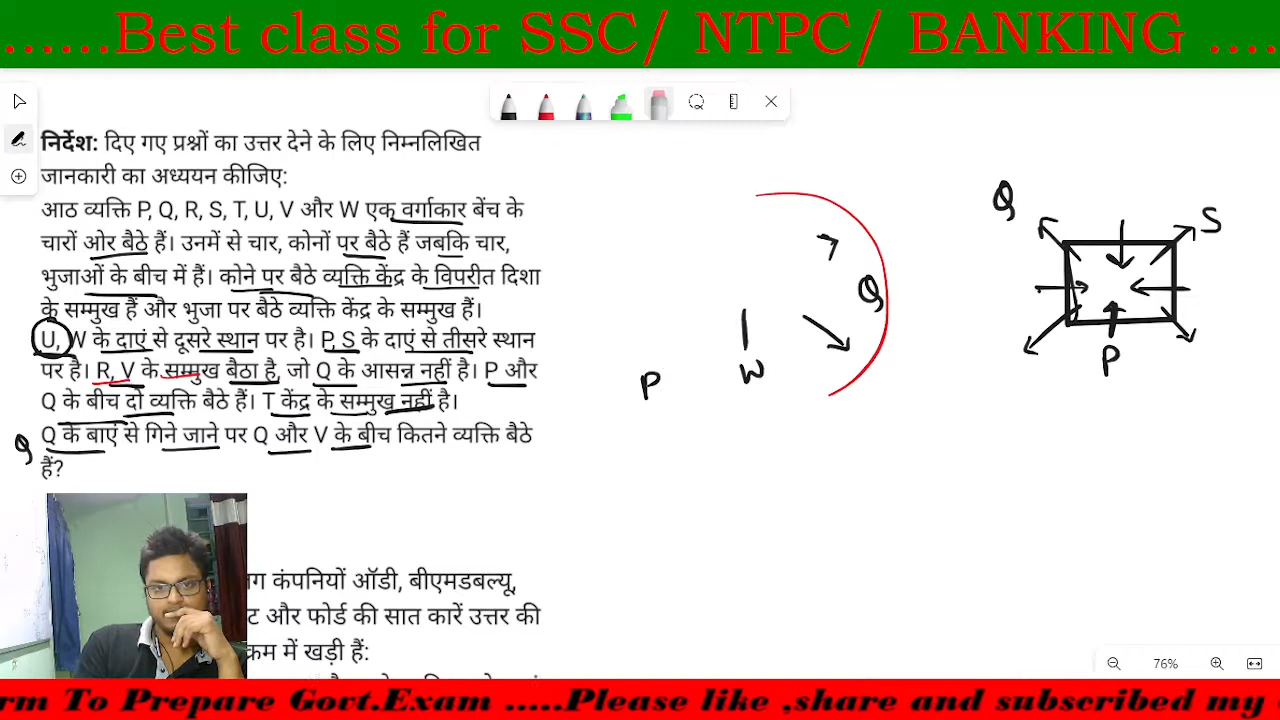 ......Best class for SSC/ NTPC/ BANKING ....
निर्देश: दिए गए प्रश्नों का उत्तर देने के लिए निम्नलिखित
जानकारी का अध्ययन कीजिए:
आठ व्यक्ति P, Q, R, S, T, U, V और W एक वर्गाकार बेंच के
चारों ओर बैठे हैं। उनमें से चार, कोनों पर बैठे हैं जबकि चार,
भुजाओं के बीच में हैं। कोने पर बैठे व्यक्ति केंद्र के विपरीत दिशा
के सम्मुख हैं और भुजा पर बैठे व्यक्ति केंद्र के सम्मुख हैं।
U, W के दाएं से दूसरे स्थान पर है। P, S के दाएं से तीसरे स्थान
पर है। R, V के सम्मुख बैठा है, जो Q के आसन्न नहीं है। P और
Q के बीच दो व्यक्ति बैठे हैं। T केंद्र के सम्मुख नहीं है।
Q के बाएं से गिने जाने पर Q और V के बीच कितने व्यक्ति बैठे
हैं?
Q
P
W
Q
Q
S
P
ग कंपनियों ऑडी, बीएमडबल्यू,
ट और फोर्ड की सात कारें उत्तर की
क्रम में खड़ी हैं:
76%
rm To Prepare Govt.Exam .....Please like ,share and subscribed my